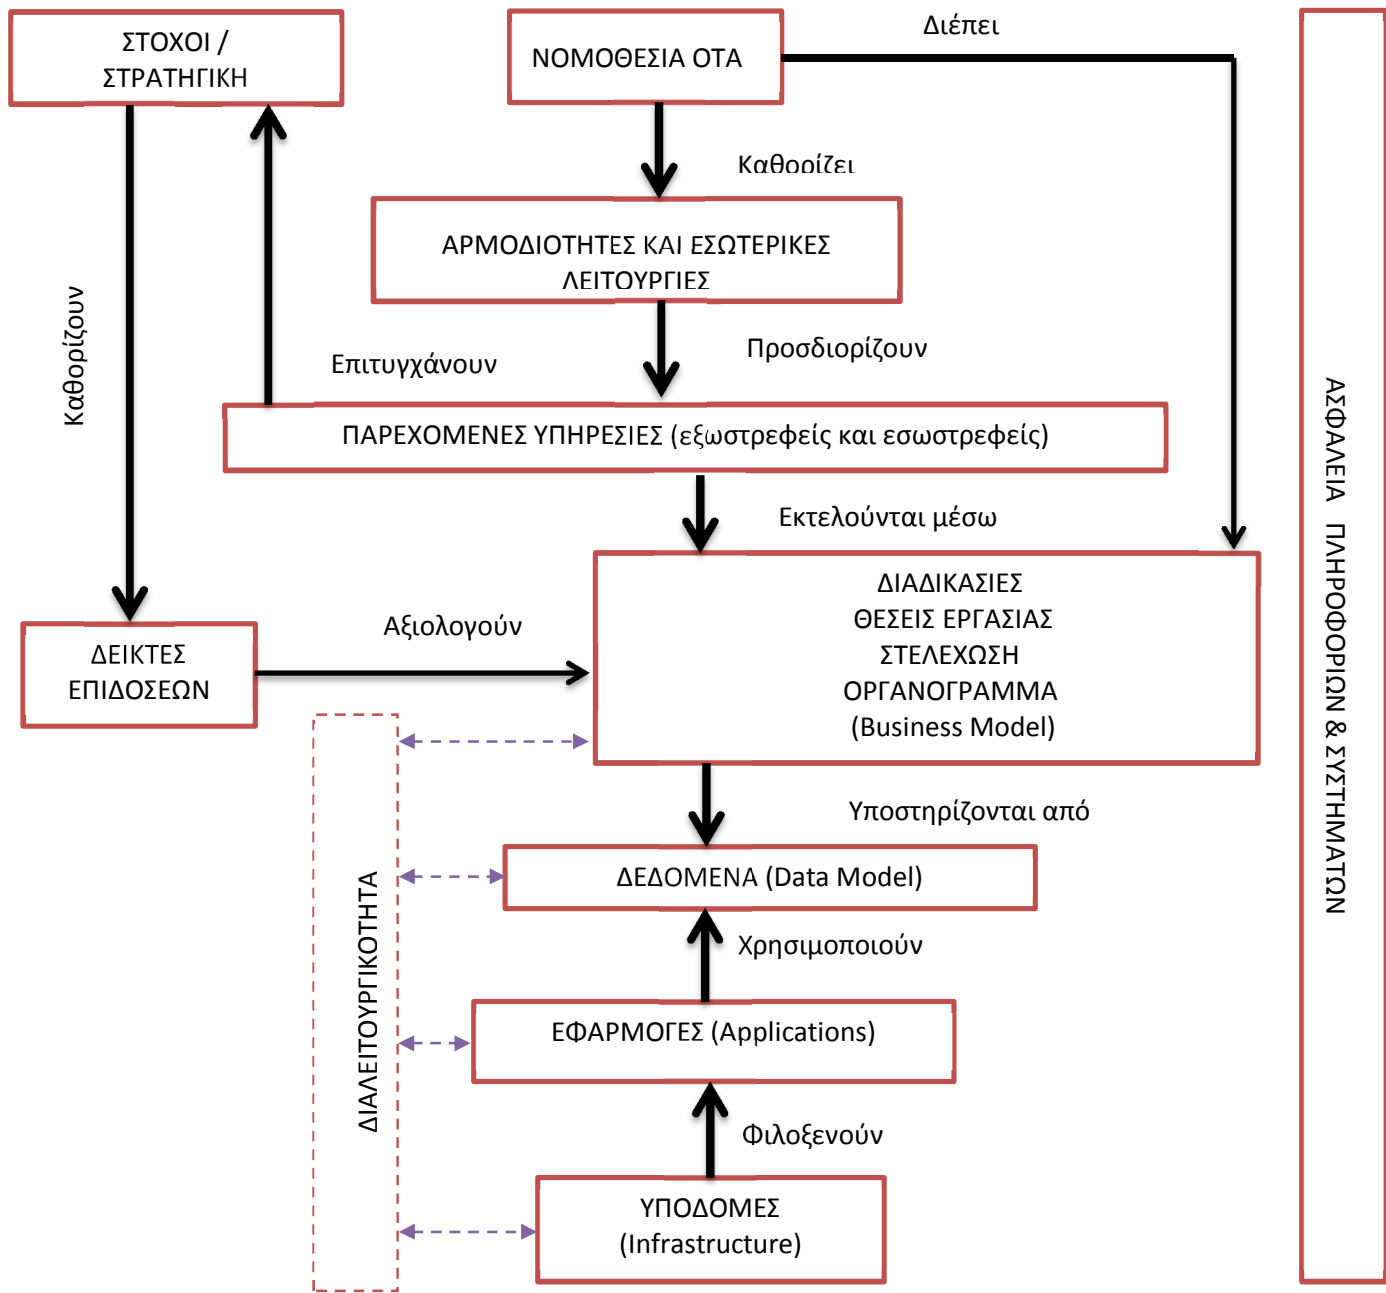 ΣΤΟΧΟΙ /
ΣΤΡΑΤΗΓΙΚΗ
ΝΟΜΟΘΕΣΙΑ ΟΤΑ
Διέπει
Καθορίζει
ΑΡΜΟΔΙΟΤΗΤΕΣ ΚΑΙ ΕΣΩΤΕΡΙΚΕΣ
ΛΕΙΤΟΥΡΓΙΕΣ
Καθορίζουν
Επιτυγχάνουν
Προσδιορίζουν
ΠΑΡΕΧΟΜΕΝΕΣ ΥΠΗΡΕΣΙΕΣ (εξωστρεφείς και εσωστρεφείς)
Εκτελούνται μέσω
ΔΕΙΚΤΕΣ
ΕΠΙΔΟΣΕΩΝ
Αξιολογούν
ΔΙΑΔΙΚΑΣΙΕΣ
ΘΕΣΕΙΣ ΕΡΓΑΣΙΑΣ
ΣΤΕΛΕΧΩΣΗ
ΟΡΓΑΝΟΓΡΑΜΜΑ
(Business Model)
Υποστηρίζονται από
ΔΕΔΟΜΕΝΑ (Data Model)
Χρησιμοποιούν
ΕΦΑΡΜΟΓΕΣ (Applications)
Φιλοξενούν
ΥΠΟΔΟΜΕΣ
(Infrastructure)
ΔΙΑΛΕΙΤΟΥΡΓΙΚΟΤΗΤΑ
ΑΣΦΑΛΕΙΑ ΠΛΗΡΟΦΟΡΙΩΝ & ΣΥΣΤΗΜΑΤΩΝ